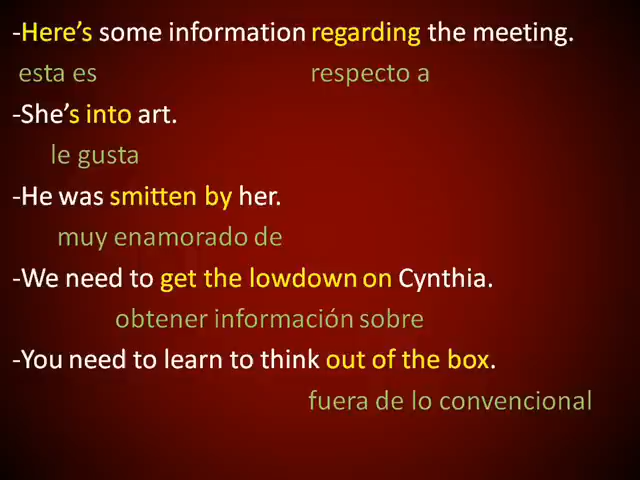 -Here's some information regarding the meeting.
esta es respecto a
-She's into art.
le gusta
-He was smitten by her.
muy enamorado de
-We need to get the lowdown on Cynthia.
obtener información sobre
-You need to learn to think out of the box.
fuera de lo convencional